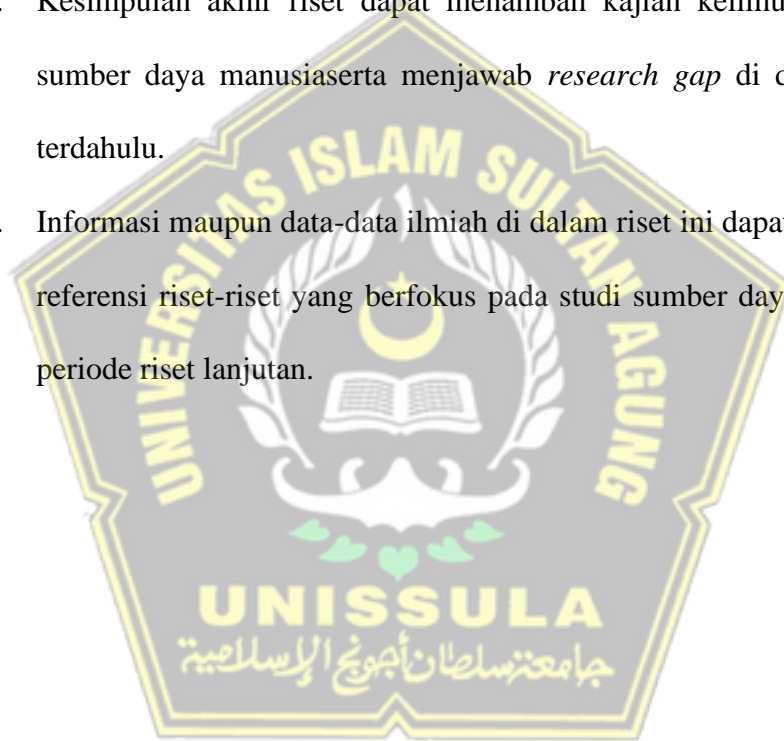 . Kesimpulan akhir riset dapat menambah kajian
sumber daya manusiaserta menjawab research gap di
terdahulu.
. Informasi maupun data-data ilmiah di dalam riset ini dapat
referensi riset-riset yang berfokus pada studi sumber
periode riset lanjutan.
UNIVERSITAS ISLAM SULTAN AGUNG
UNISSULA
جامعة سلطان أجونج الإسلامية